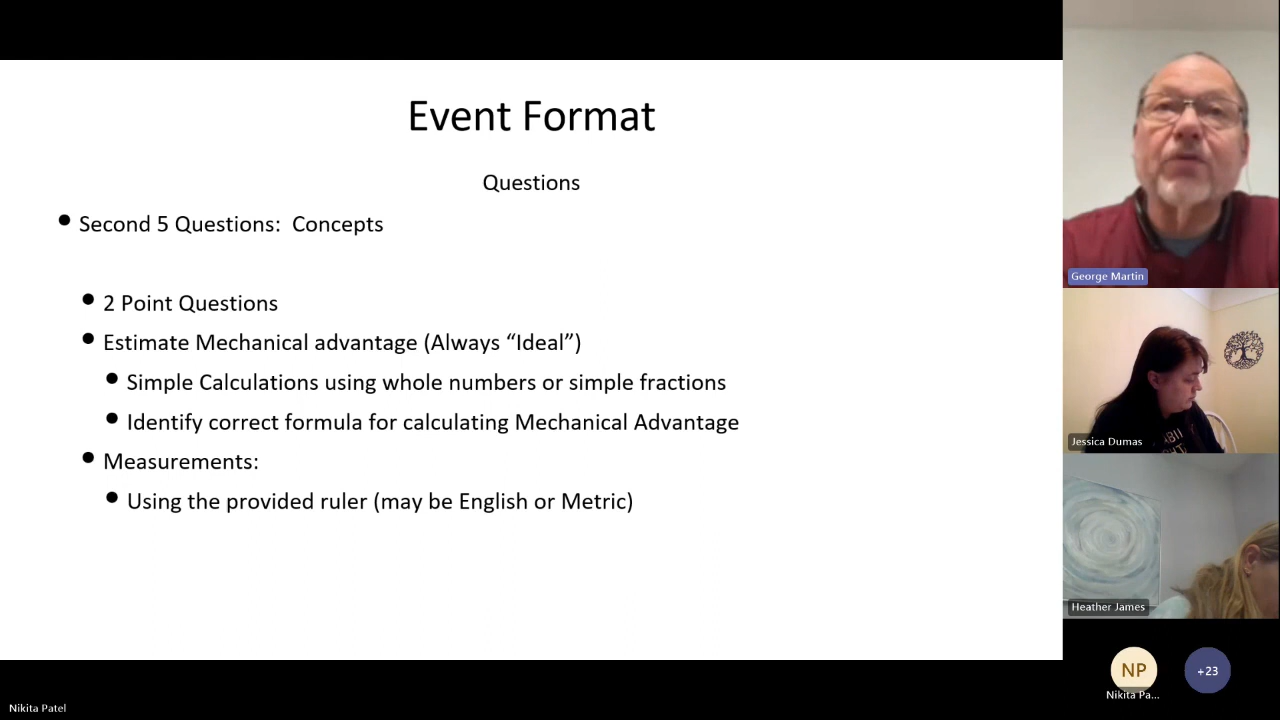 Event Format
Questions
Second 5 Questions:  Concepts
2 Point Questions
Estimate Mechanical advantage (Always “Ideal”)
Simple Calculations using whole numbers or simple fractions
Identify correct formula for calculating Mechanical Advantage
Measurements:
Using the provided ruler (may be English or Metric)
George Martin
Jessica Dumas
Heather James
NP
+23
Nikita Pa...
Nikita Patel